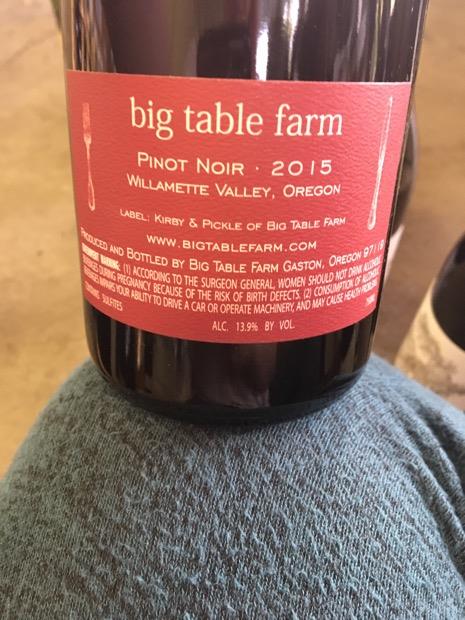 big table farm
PINOT NOIR · 2015
WILLAMETTE VALLEY, OREGON
LABEL: KIRBY & PICKLE OF BIG TABLE FARM
WWW.BIGTABLEFARM.COM
PRODUCED AND BOTTLED BY BIG TABLE FARM GASTON, OREGON 97119
GOVERNMENT WARNING: (1) ACCORDING TO THE SURGEON GENERAL, WOMEN SHOULD NOT DRINK ALCOHOLIC
BEVERAGES DURING PREGNANCY BECAUSE OF THE RISK OF BIRTH DEFECTS. (2) CONSUMPTION OF ALCOHOLIC
BEVERAGES IMPAIRS YOUR ABILITY TO DRIVE A CAR OR OPERATE MACHINERY, AND MAY CAUSE HEALTH PROBLEMS.
CONTAINS SULFITES 750ML
ALC. 13.9% BY VOL.